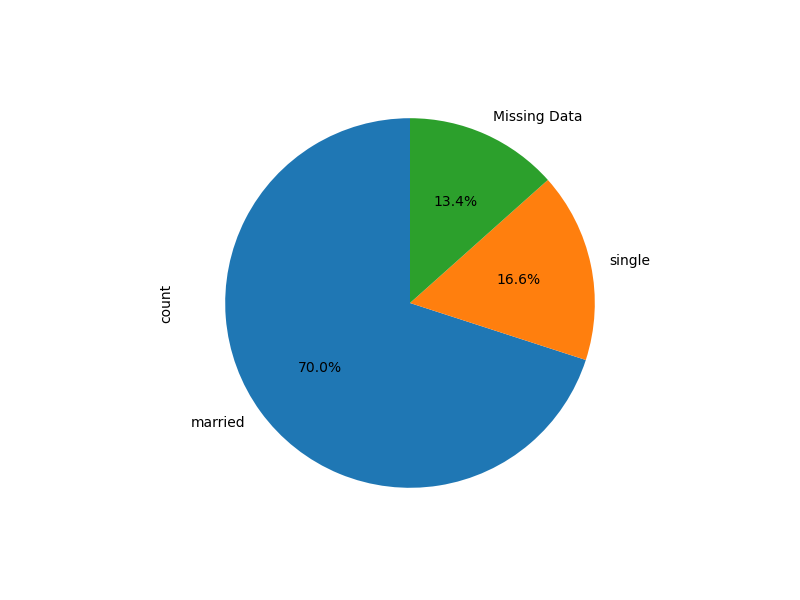 Missing Data
13.4%
single
16.6%
count
70.0%
married